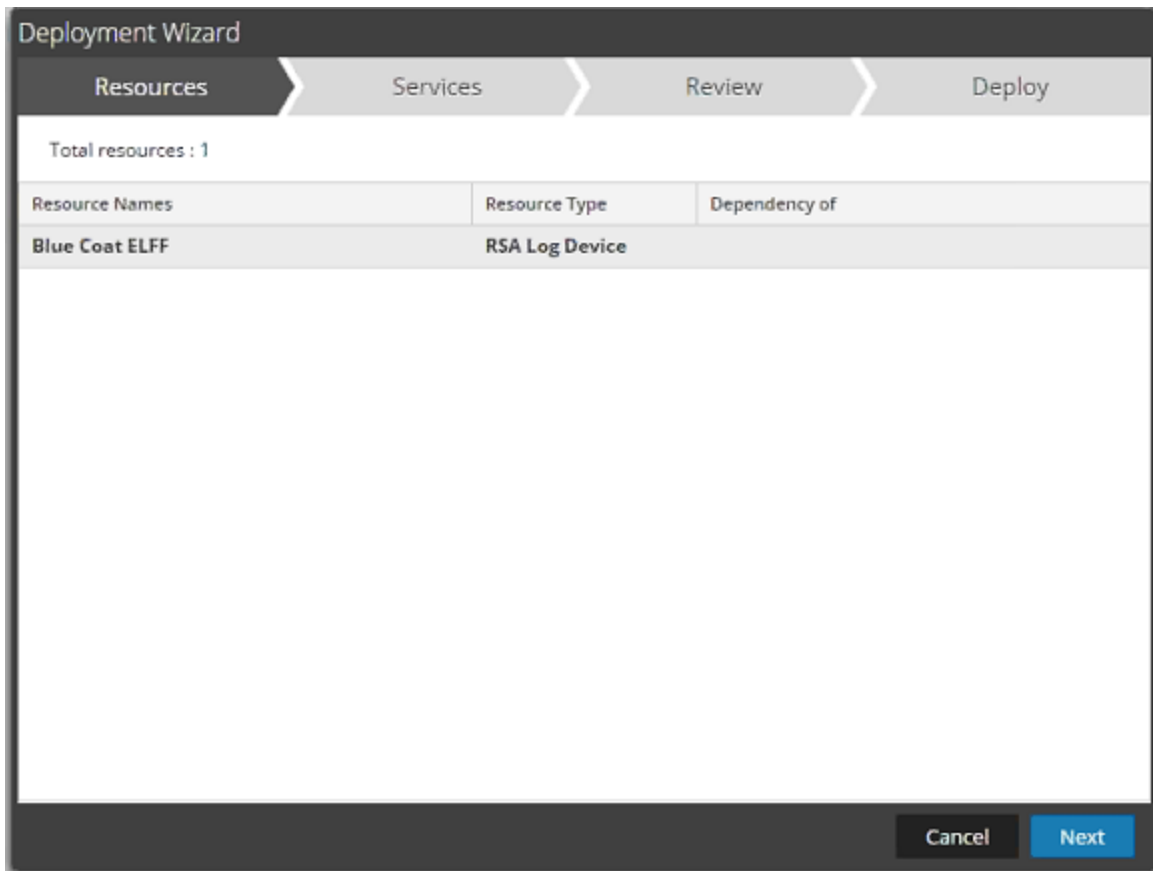 Deployment Wizard
Resources Services Review Deploy
Total resources : 1
Resource Names Resource Type Dependency of
Blue Coat ELFF RSA Log Device
Cancel Next